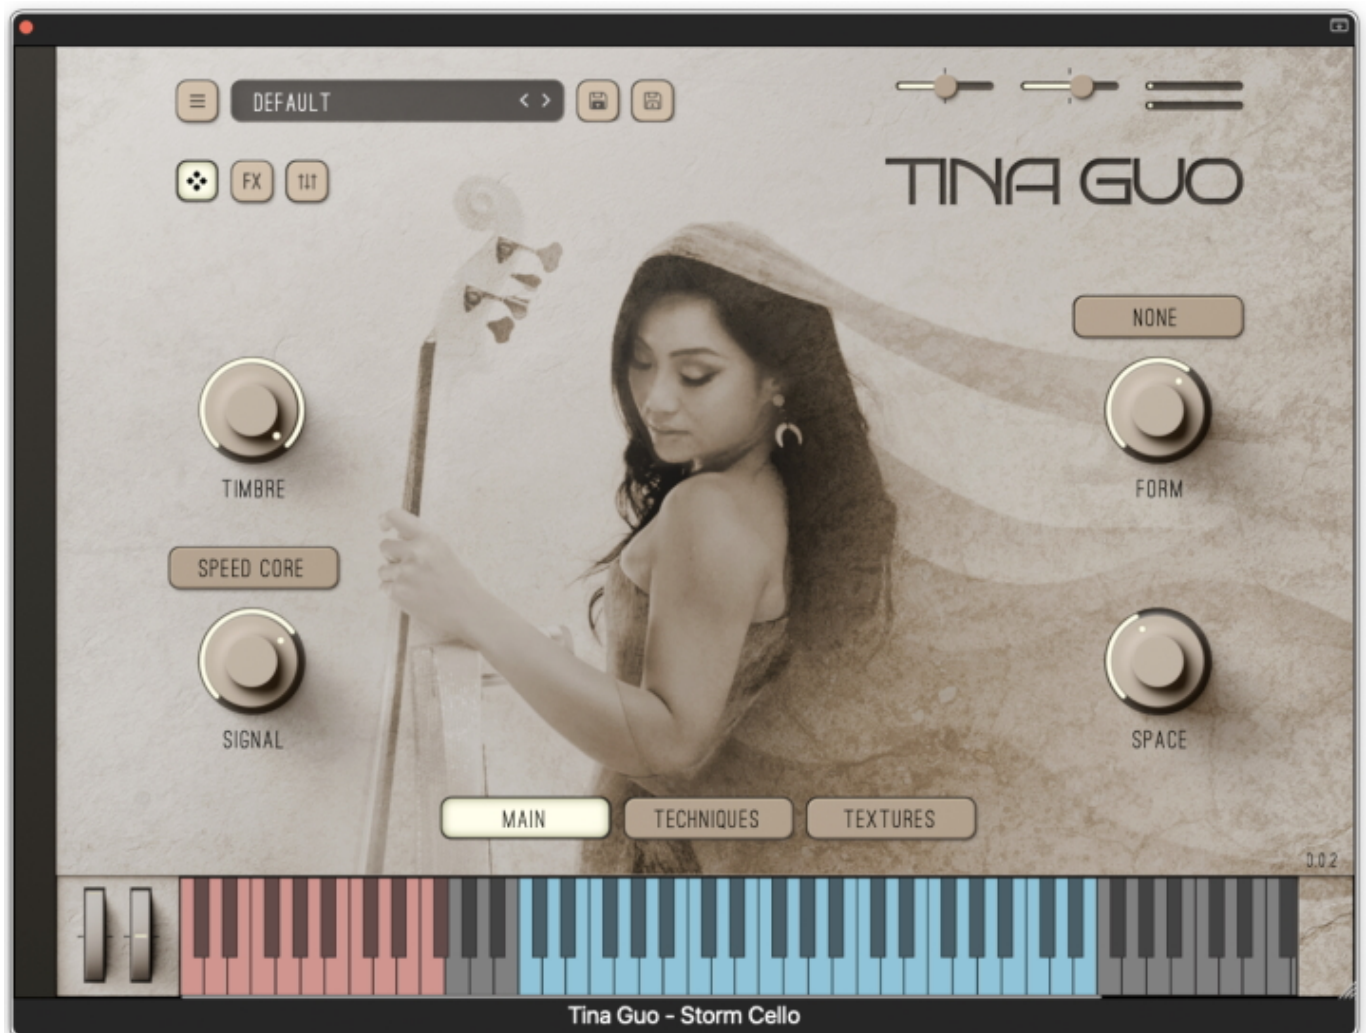 DEFAULT
FX
TINA GUO
NONE
TIMBRE
FORM
SPEED CORE
SIGNAL
SPACE
MAIN
TECHNIQUES
TEXTURES
0.0.2
Tina Guo - Storm Cello